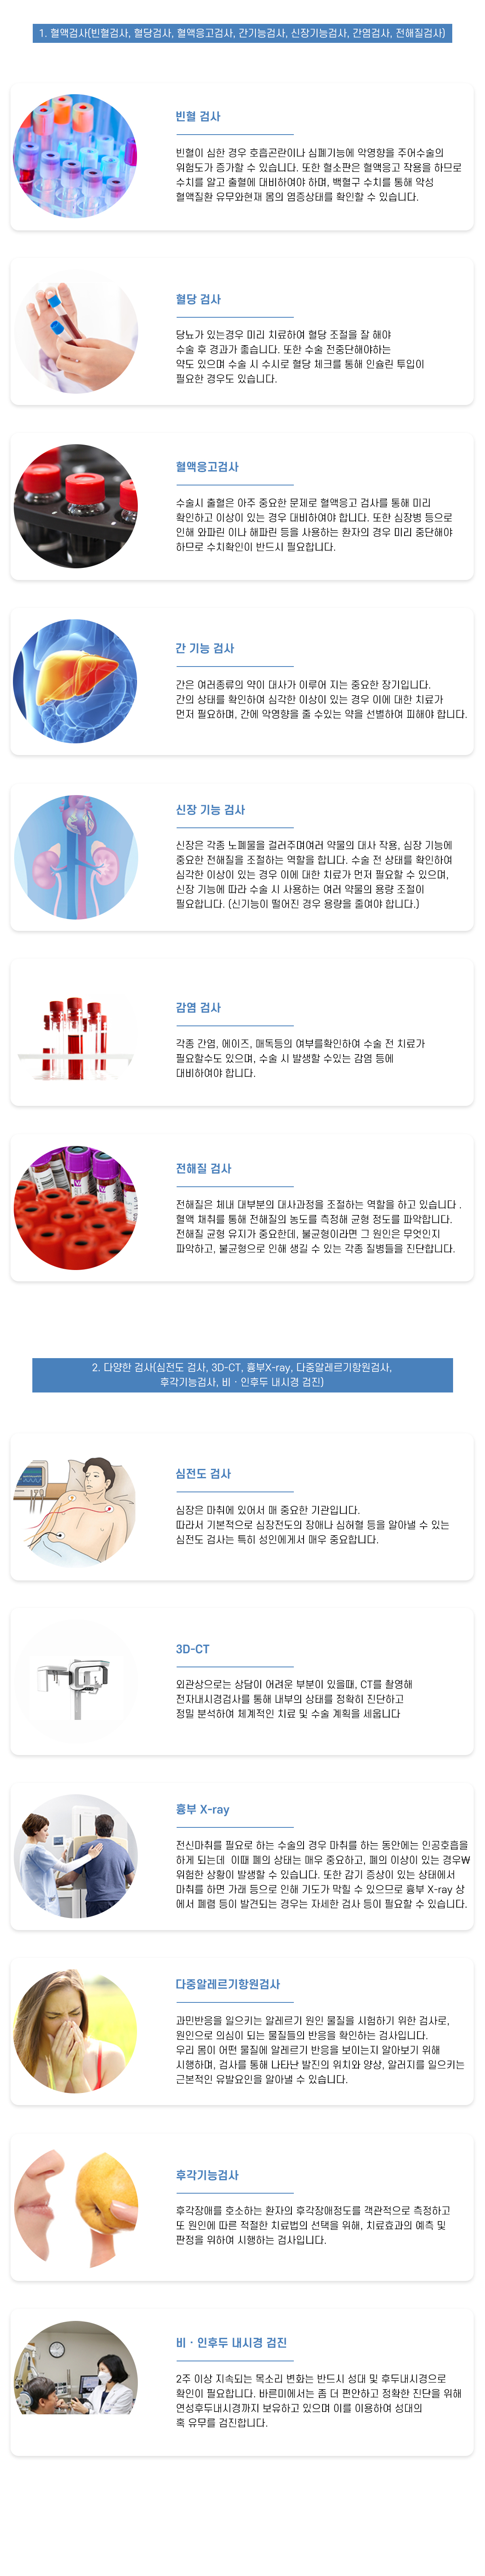 1. 혈액검사(빈혈검사, 혈당검사, 혈액응고검사, 간기능검사, 신장기능검사, 간염검사, 전해질검사)
빈혈 검사
빈혈이 심한 경우 호흡곤란이나 심폐기능에 악영향을 주어수술의
위험도가 증가할 수 있습니다. 또한 혈소판은 혈액응고 작용을 하므로
수치를 알고 출혈에 대비하여야 하며, 백혈구 수치를 통해 악성
혈액질환 유무와현재 몸의 염증상태를 확인할 수 있습니다.
혈당 검사
당뇨가 있는경우 미리 치료하여 혈당 조절을 잘 해야
수술 후 경과가 좋습니다. 또한 수술 전중단해야하는
약도 있으며 수술 시 수시로 혈당 체크를 통해 인슐린 투입이
필요한 경우도 있습니다.
혈액응고검사
수술시 출혈은 아주 중요한 문제로 혈액응고 검사를 통해 미리
확인하고 이상이 있는 경우 대비하여야 합니다. 또한 심장병 등으로
인해 와파린 이나 해파린 등을 사용하는 환자의 경우 미리 중단해야
하므로 수치확인이 반드시 필요합니다.
간 기능 검사
간은 여러종류의 약이 대사가 이루어 지는 중요한 장기입니다.
간의 상태를 확인하여 심각한 이상이 있는 경우 이에 대한 치료가
먼저 필요하며, 간에 악영향을 줄 수있는 약을 선별하여 피해야 합니다.
신장 기능 검사
신장은 각종 노폐물을 걸러주며여러 약물의 대사 작용, 심장 기능에
중요한 전해질을 조절하는 역할을 합니다. 수술 전 상태를 확인하여
심각한 이상이 있는 경우 이에 대한 치료가 먼저 필요할 수 있으며,
신장 기능에 따라 수술 시 사용하는 여러 약물의 용량 조절이
필요합니다. (신기능이 떨어진 경우 용량을 줄여야 합니다.)
감염 검사
각종 간염, 에이즈, 매독등의 여부를확인하여 수술 전 치료가
필요할수도 있으며, 수술 시 발생할 수있는 감염 등에
대비하여야 합니다.
전해질 검사
전해질은 체내 대부분의 대사과정을 조절하는 역할을 하고 있습니다 .
혈액 채취를 통해 전해질의 농도를 측정해 균형 정도를 파악합니다.
전해질 균형 유지가 중요한데, 불균형이라면 그 원인은 무엇인지
파악하고, 불균형으로 인해 생길 수 있는 각종 질병들을 진단합니다.
2. 다양한 검사(심전도 검사, 3D-CT, 흉부X-ray, 다중알레르기항원검사,
후각기능검사, 비ㆍ인후두 내시경 검진)
심전도 검사
심장은 마취에 있어서 매 중요한 기관입니다.
따라서 기본적으로 심장전도의 장애나 심허혈 등을 알아낼 수 있는
심전도 검사는 특히 성인에게서 매우 중요합니다.
3D-CT
외관상으로는 상담이 어려운 부분이 있을때, CT를 촬영해
전자내시경검사를 통해 내부의 상태를 정확히 진단하고
정밀 분석하여 체계적인 치료 및 수술 계획을 세웁니다
흉부 X-ray
전신마취를 필요로 하는 수술의 경우 마취를 하는 동안에는 인공호흡을
하게 되는데 이때 폐의 상태는 매우 중요하고, 폐의 이상이 있는 경우₩
위험한 상황이 발생할 수 있습니다. 또한 감기 증상이 있는 상태에서
마취를 하면 가래 등으로 인해 기도가 막힐 수 있으므로 흉부 X-ray 상
에서 폐렴 등이 발견되는 경우는 자세한 검사 등이 필요할 수 있습니다.
다중알레르기항원검사
과민반응을 일으키는 알레르기 원인 물질을 시험하기 위한 검사로,
원인으로 의심이 되는 물질들의 반응을 확인하는 검사입니다.
우리 몸이 어떤 물질에 알레르기 반응을 보이는지 알아보기 위해
시행하며, 검사를 통해 나타난 발진의 위치와 양상, 알러지를 일으키는
근본적인 유발요인을 알아낼 수 있습니다.
후각기능검사
후각장애를 호소하는 환자의 후각장애정도를 객관적으로 측정하고
또 원인에 따른 적절한 치료법의 선택을 위해, 치료효과의 예측 및
판정을 위하여 시행하는 검사입니다.
비ㆍ인후두 내시경 검진
2주 이상 지속되는 목소리 변화는 반드시 성대 및 후두내시경으로
확인이 필요합니다. 바른미에서는 좀 더 편안하고 정확한 진단을 위해
연성후두내시경까지 보유하고 있으며 이를 이용하여 성대의
혹 유무를 검진합니다.